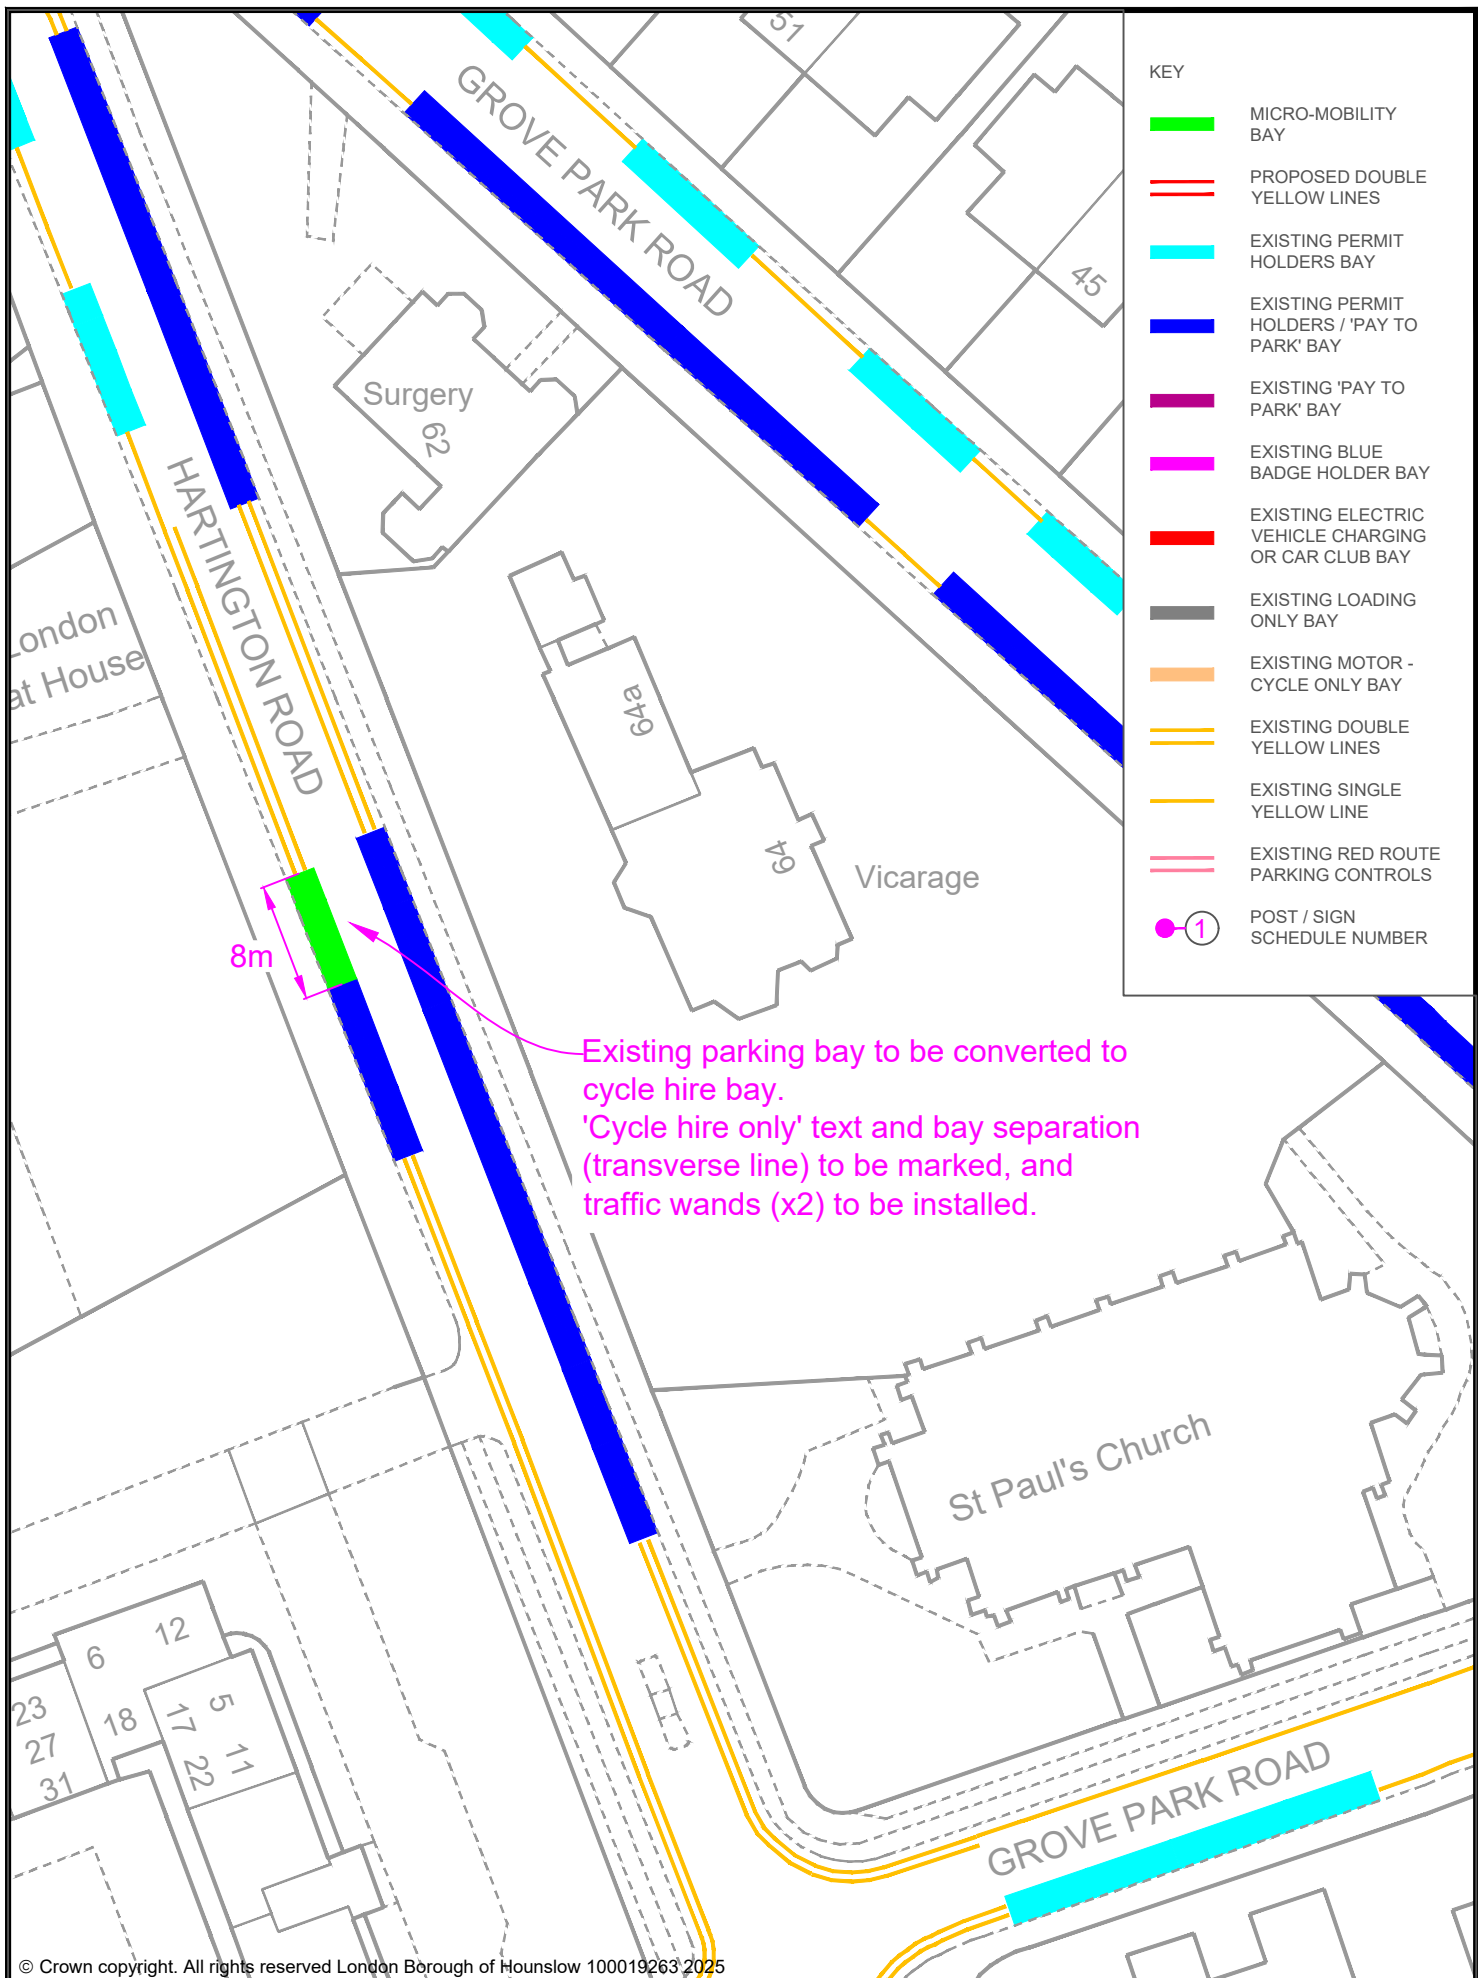 51
GROVE PARK ROAD
45
Surgery
62
HARTINGTON ROAD
London
at House
64a
64
Vicarage
8m
Existing parking bay to be converted to
cycle hire bay.
'Cycle hire only' text and bay separation
(transverse line) to be marked, and
traffic wands (x2) to be installed.
St Paul's Church
6
12
23
27
31
18
17
22
5
11
GROVE PARK ROAD
© Crown copyright. All rights reserved London Borough of Hounslow 100019263 2025
KEY
MICRO-MOBILITY
BAY
PROPOSED DOUBLE
YELLOW LINES
EXISTING PERMIT
HOLDERS BAY
EXISTING PERMIT
HOLDERS / 'PAY TO
PARK' BAY
EXISTING 'PAY TO
PARK' BAY
EXISTING BLUE
BADGE HOLDER BAY
EXISTING ELECTRIC
VEHICLE CHARGING
OR CAR CLUB BAY
EXISTING LOADING
ONLY BAY
EXISTING MOTOR -
CYCLE ONLY BAY
EXISTING DOUBLE
YELLOW LINES
EXISTING SINGLE
YELLOW LINE
EXISTING RED ROUTE
PARKING CONTROLS
1
POST / SIGN
SCHEDULE NUMBER